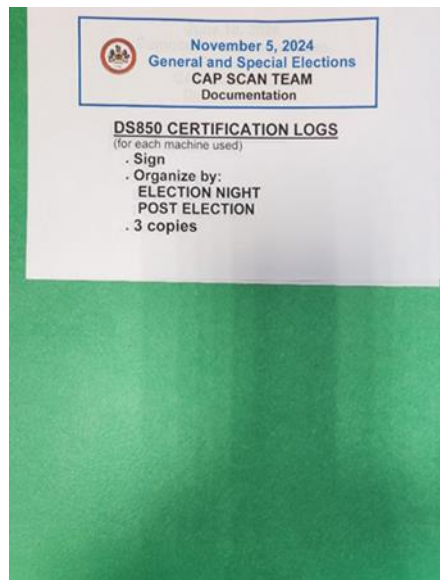 November 5, 2024
General and Special Elections
CAP SCAN TEAM
Documentation
DS850 CERTIFICATION LOGS
(for each machine used)
. Sign
. Organize by:
ELECTION NIGHT
POST ELECTION
. 3 copies